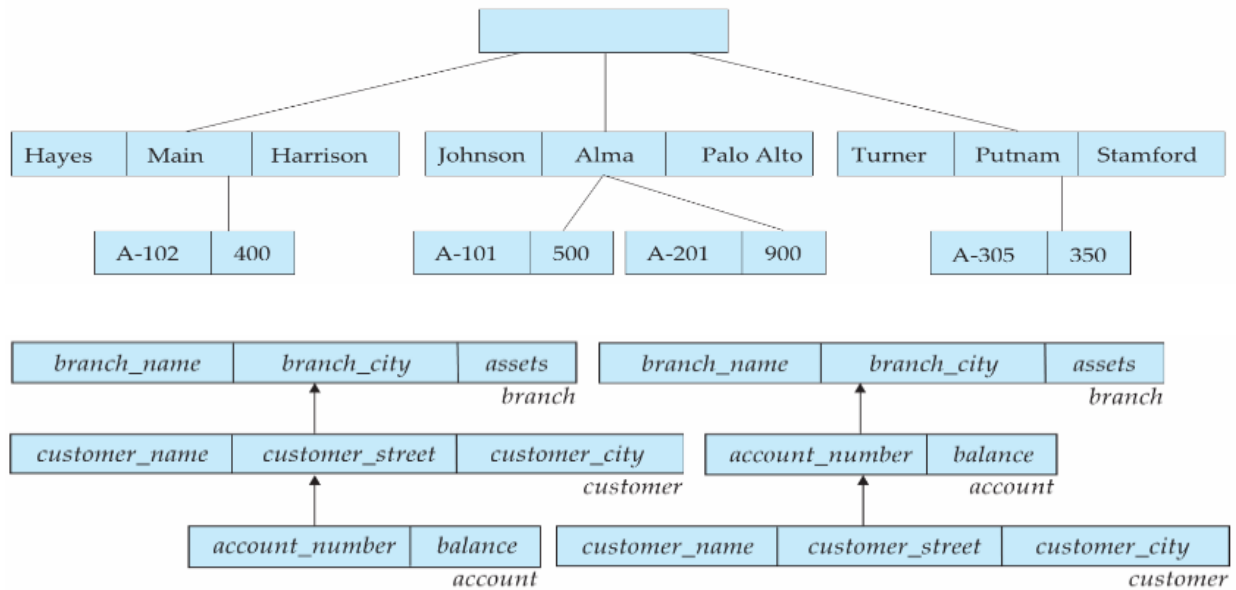 Hayes Main Harrison Johnson Alma Palo Alto Turner Putnam Stamford
A-102 400 A-101 500 A-201 900 A-305 350
branch_name branch_city assets branch_name branch_city assets
branch branch
customer_name customer_street customer_city account_number balance
customer account
account_number balance customer_name customer_street customer_city
account customer